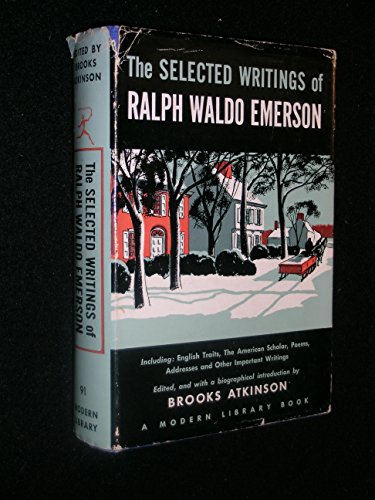 The SELECTED WRITINGS of
RALPH WALDO EMERSON
Including: English Traits, The American Scholar, Poems,
Addresses and Other Important Writings
Edited, and with a biographical introduction by
BROOKS ATKINSON
A MODERN LIBRARY BOOK
EDITED BY
BROOKS
ATKINSON
The SELECTED WRITINGS of
RALPH WALDO EMERSON
91
MODERN
LIBRARY